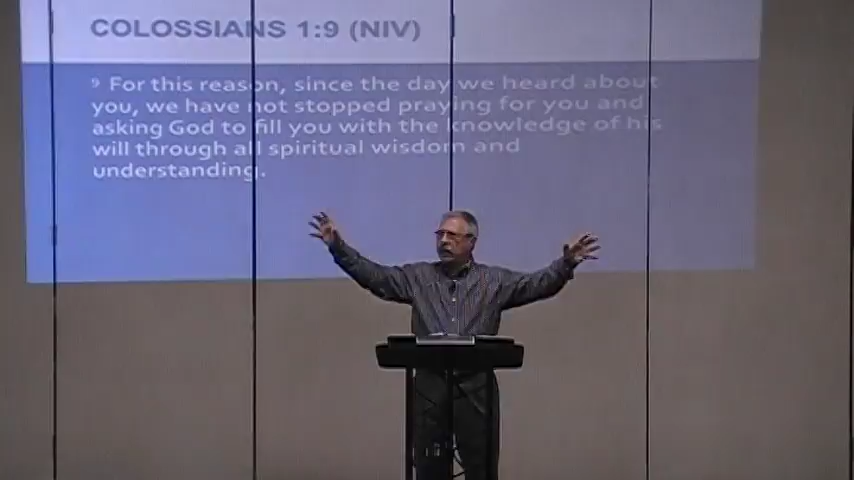 COLOSSIANS 1:9 (NIV)
⁹ For this reason, since the day we heard about
you, we have not stopped praying for you and
asking God to fill you with the knowledge of his
will through all spiritual wisdom and
understanding.